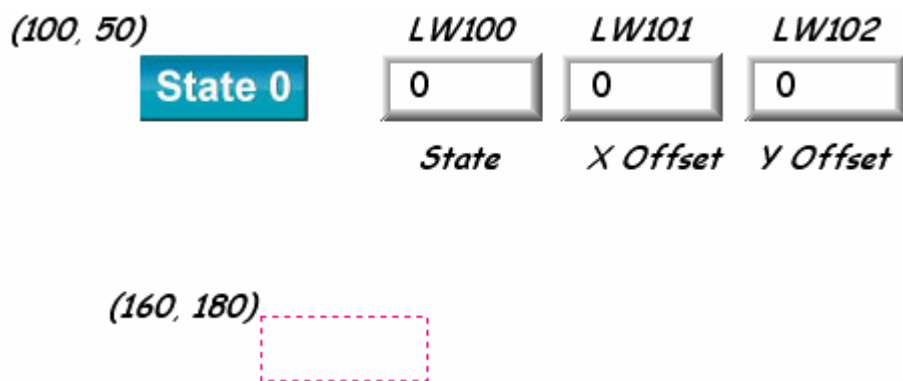 (100, 50) LW100 LW101 LW102
State 0 0 0 0
State X Offset Y Offset
(160, 180)